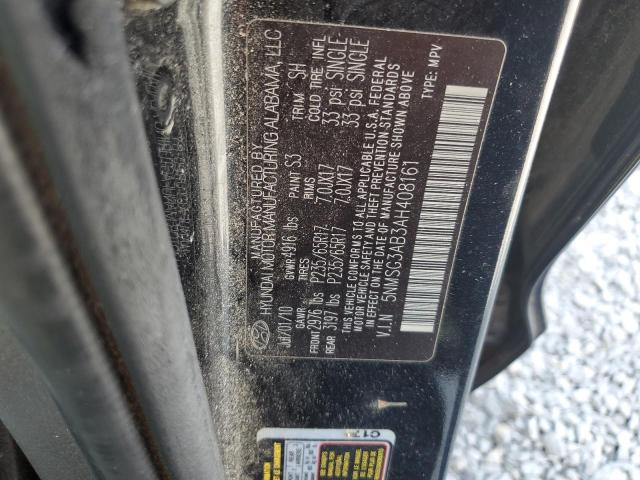 MANUFACTURED BY
HYUNDAI MOTOR MANUFACTURING ALABAMA, LLC
07/01/10 GVWR 4916 lbs PAINT S3 TRIM SH
GAWR TIRES RIMS COLD TIRE INFL
FRONT 2976 lbs P235/65R17 7.0JX17 33 psi SINGLE
REAR 3197 lbs P235/65R17 7.0JX17 33 psi SINGLE
THIS VEHICLE CONFORMS TO ALL APPLICABLE U.S.A. FEDERAL
MOTOR VEHICLE SAFETY, BUMPER AND THEFT PREVENTION STANDARDS
IN EFFECT ON THE DATE OF MANUFACTURE SHOWN ABOVE
V.I.N 5NMSG3AB3AH408161 TYPE: MPV